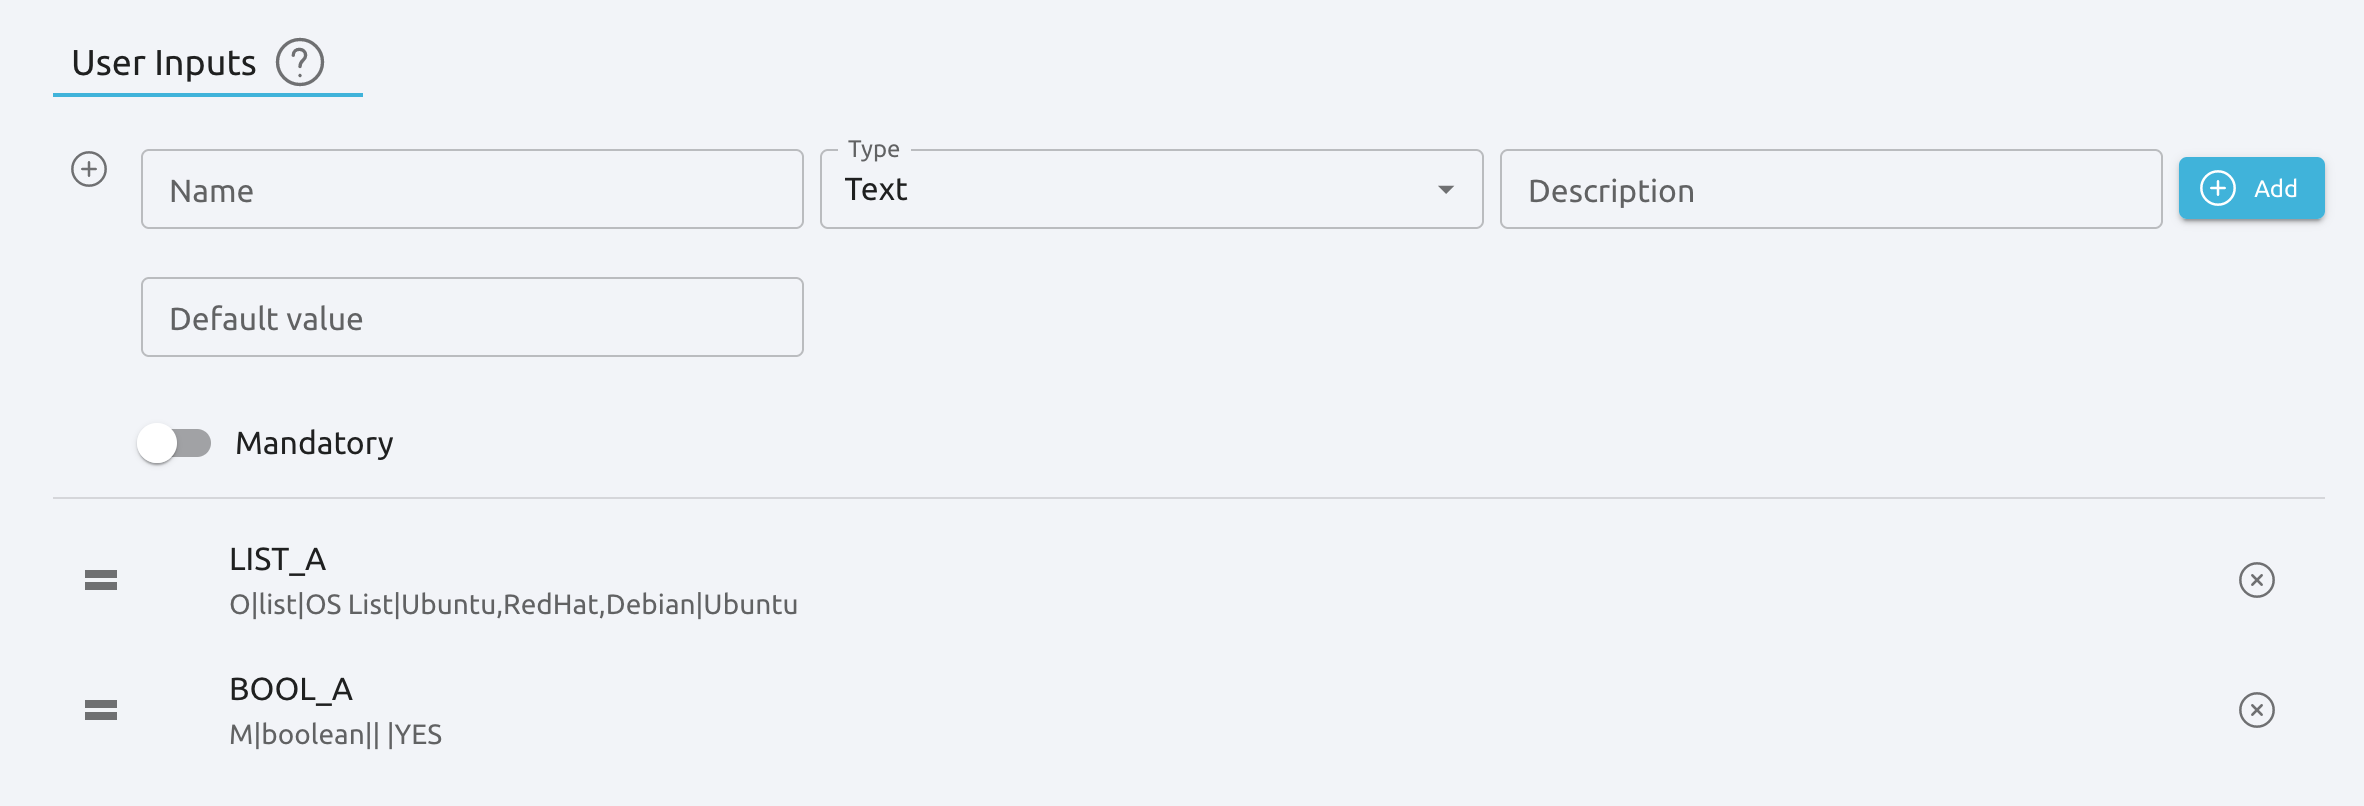 User Inputs ?
Name
Type
Text
Description
Add
Default value
Mandatory
LIST_A
O|list|OS List|Ubuntu,RedHat,Debian|Ubuntu
BOOL_A
M|boolean|| |YES